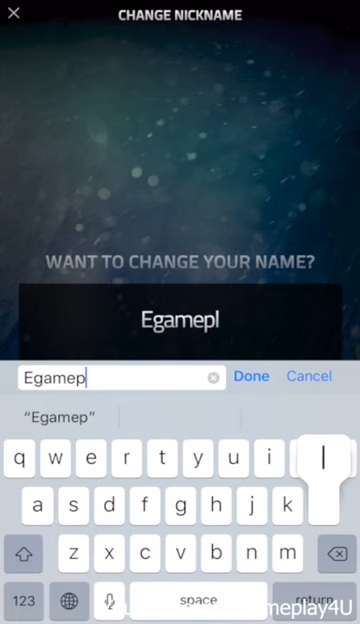 CHANGE NICKNAME
WANT TO CHANGE YOUR NAME?
Egamepl
Egamep
Done
Cancel
“Egamep”
q w e r t y u i l
a s d f g h j k
z x c v b n m
123
space
return
meplay4U